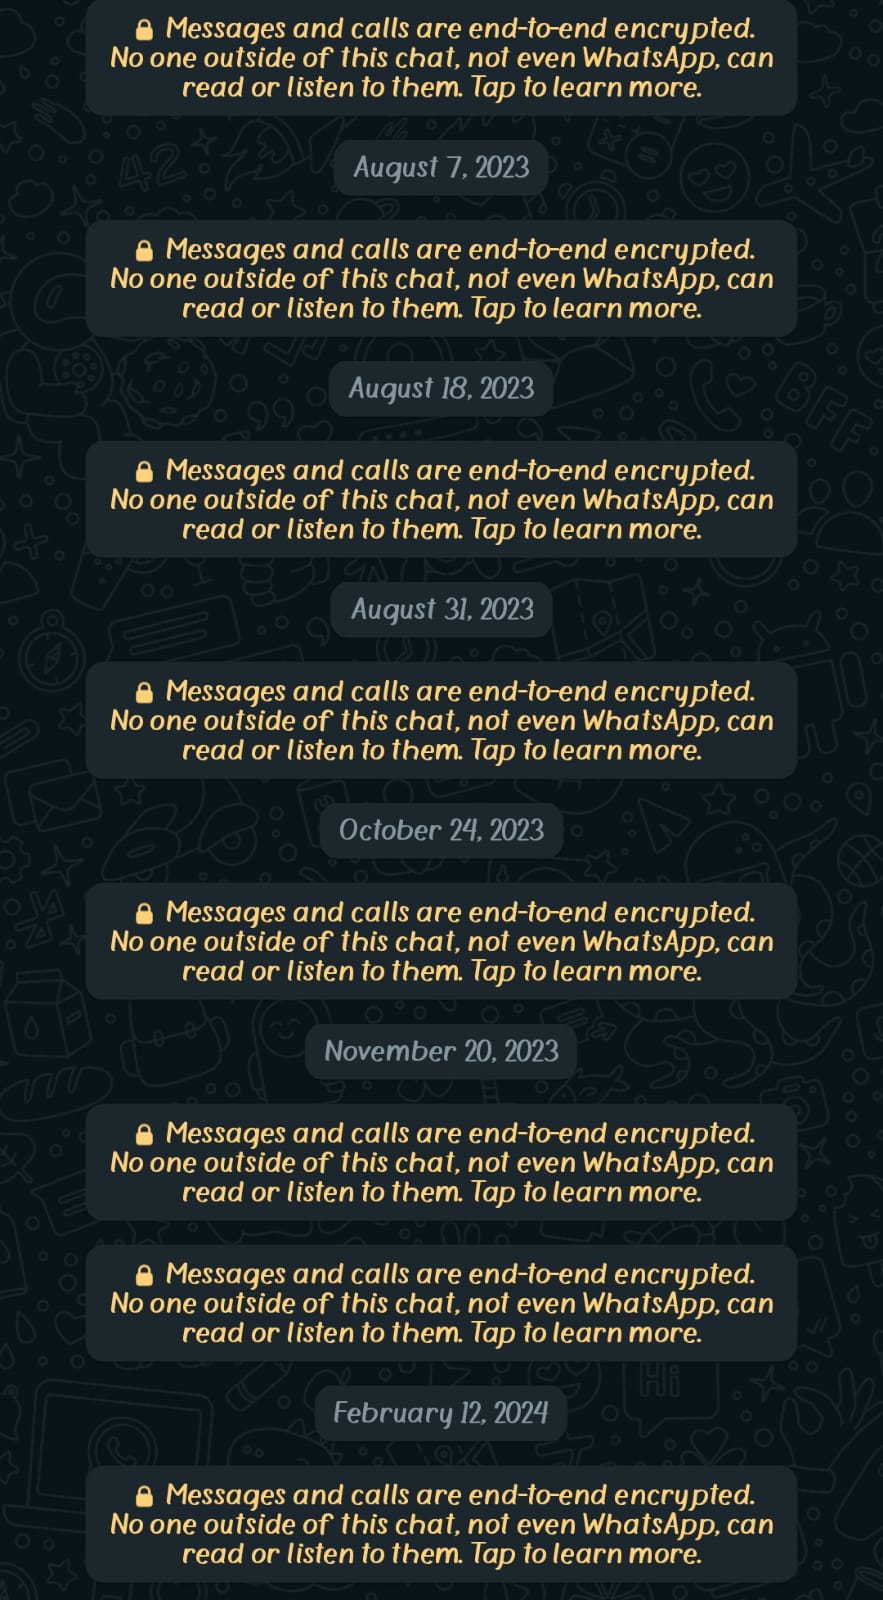 🔒 Messages and calls are end-to-end encrypted.
No one outside of this chat, not even WhatsApp, can
read or listen to them. Tap to learn more.
August 7, 2023
🔒 Messages and calls are end-to-end encrypted.
No one outside of this chat, not even WhatsApp, can
read or listen to them. Tap to learn more.
August 18, 2023
🔒 Messages and calls are end-to-end encrypted.
No one outside of this chat, not even WhatsApp, can
read or listen to them. Tap to learn more.
August 31, 2023
🔒 Messages and calls are end-to-end encrypted.
No one outside of this chat, not even WhatsApp, can
read or listen to them. Tap to learn more.
October 24, 2023
🔒 Messages and calls are end-to-end encrypted.
No one outside of this chat, not even WhatsApp, can
read or listen to them. Tap to learn more.
November 20, 2023
🔒 Messages and calls are end-to-end encrypted.
No one outside of this chat, not even WhatsApp, can
read or listen to them. Tap to learn more.
🔒 Messages and calls are end-to-end encrypted.
No one outside of this chat, not even WhatsApp, can
read or listen to them. Tap to learn more.
February 12, 2024
🔒 Messages and calls are end-to-end encrypted.
No one outside of this chat, not even WhatsApp, can
read or listen to them. Tap to learn more.